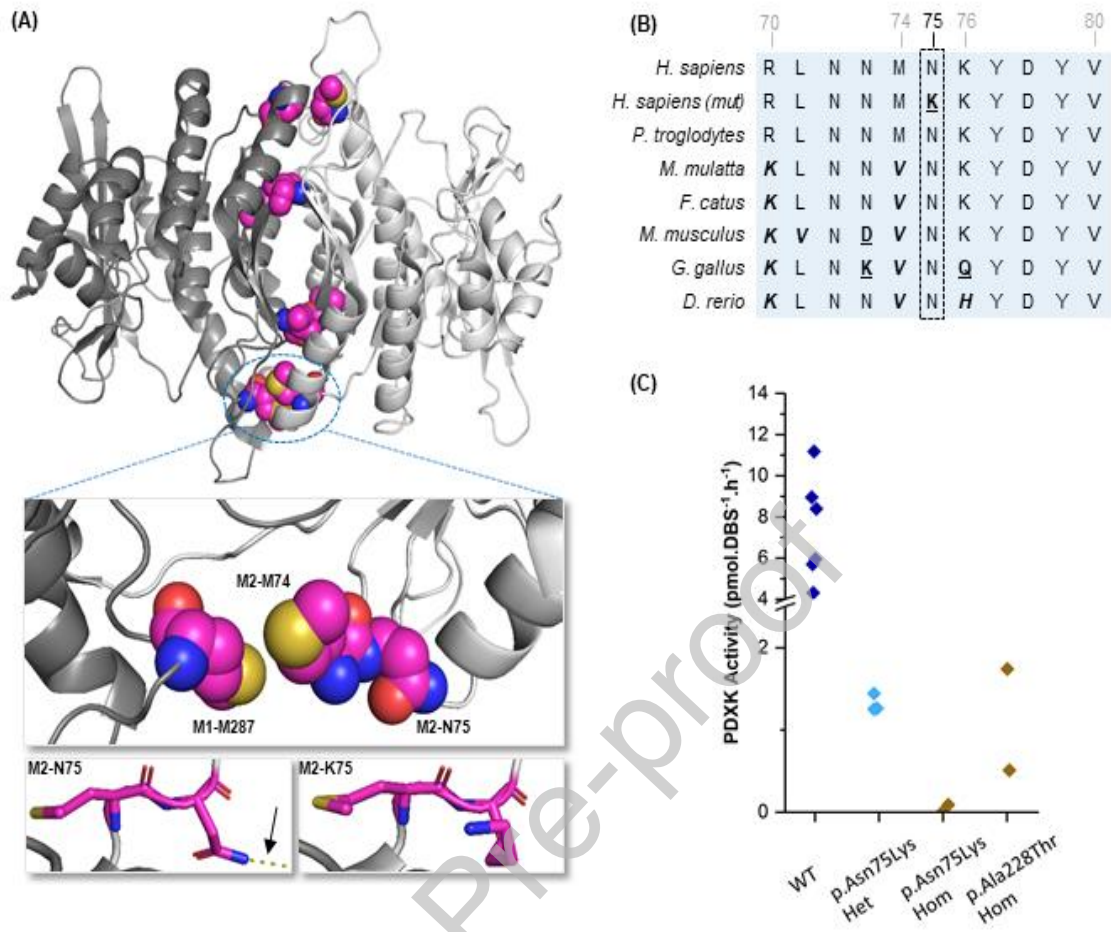 (A)
M2-M74
M1-M287
M2-N75
M2-N75
M2-K75
(B)
70 74 75 76 80
H. sapiens R L N N M N K Y D Y V
H. sapiens (mut) R L N N M K K Y D Y V
P. troglodytes R L N N M N K Y D Y V
M. mulatta K L N N V N K Y D Y V
F. catus K L N N V N K Y D Y V
M. musculus K V N D V N K Y D Y V
G. gallus K L N K V N Q Y D Y V
D. rerio K L N N V N H Y D Y V
(C)
PDXK Activity (pmol.DBS⁻¹.h⁻¹)
14
12
10
8
6
4
2
0
WT
p.Asn75Lys
Het
p.Asn75Lys
Hom
p.Ala228Thr
Hom
Pre-proof